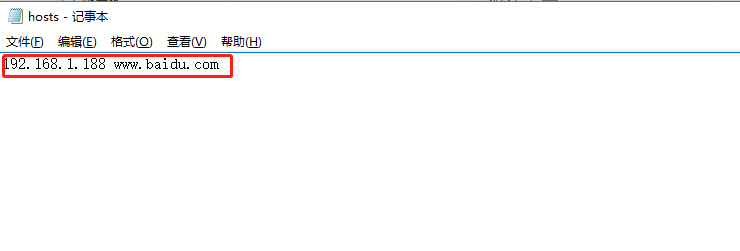 hosts - 记事本
文件(F) 编辑(E) 格式(O) 查看(V) 帮助(H)
192.168.1.188 www.baidu.com